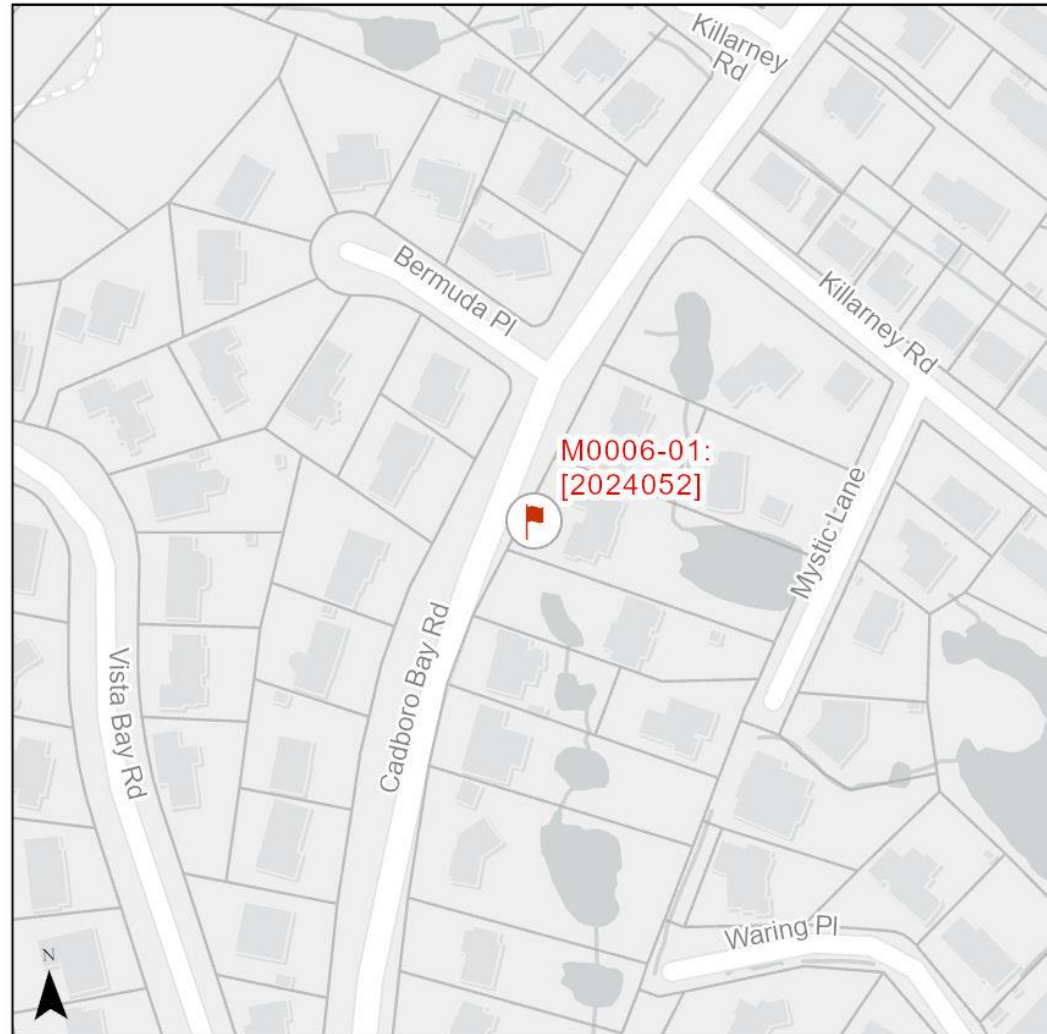 Killarney
Rd
Bermuda Pl
Killarney Rd
M0006-01:
[2024052]
Mystic Lane
Cadboro Bay Rd
Vista Bay Rd
Waring Pl
N